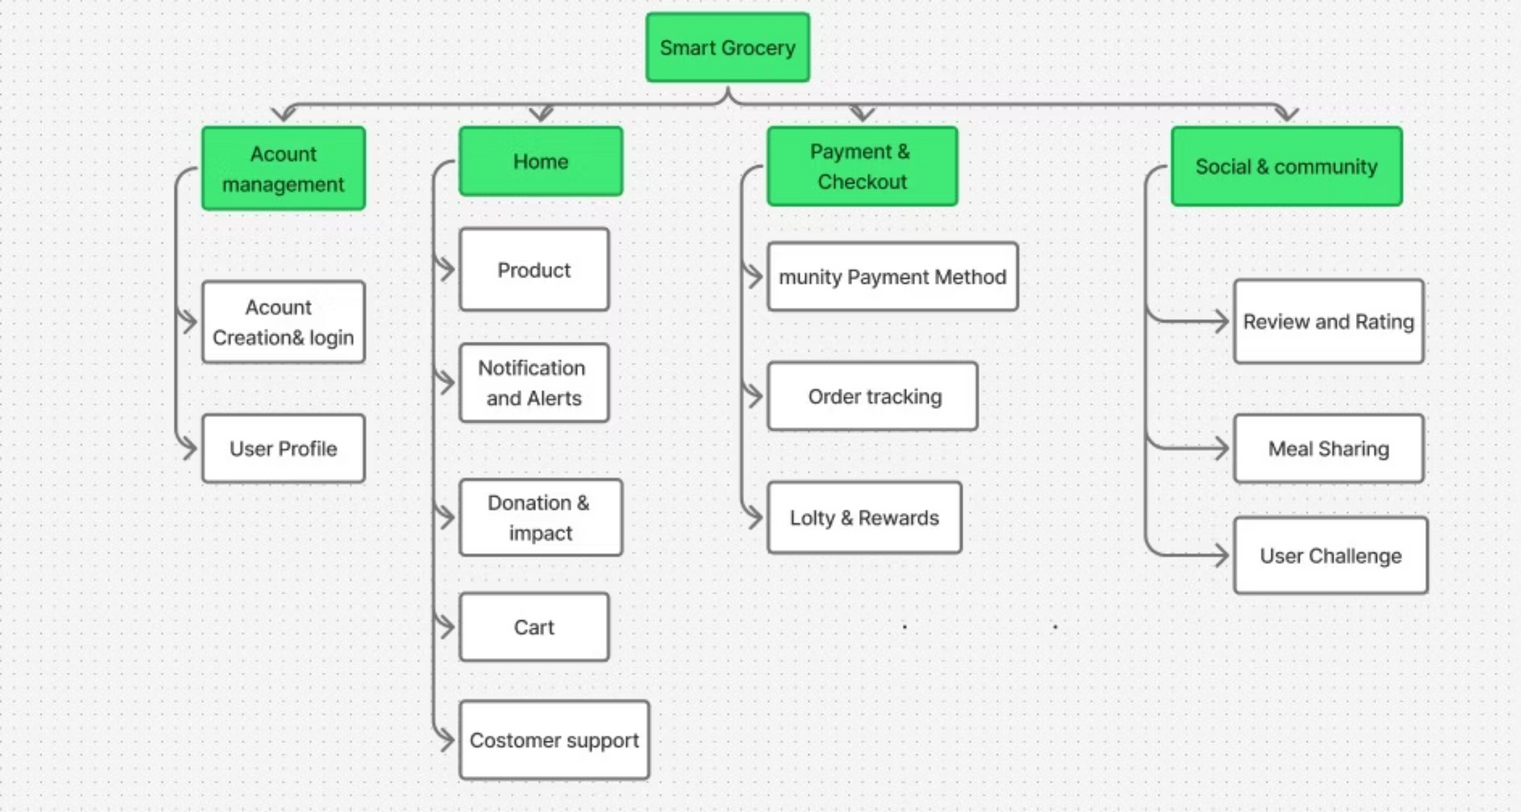 Smart Grocery
Acount
management
Acount
Creation& login
User Profile
Home
Product
Notification
and Alerts
Donation &
impact
Cart
Costomer support
Payment &
Checkout
munity Payment Method
Order tracking
Lolty & Rewards
Social & community
Review and Rating
Meal Sharing
User Challenge